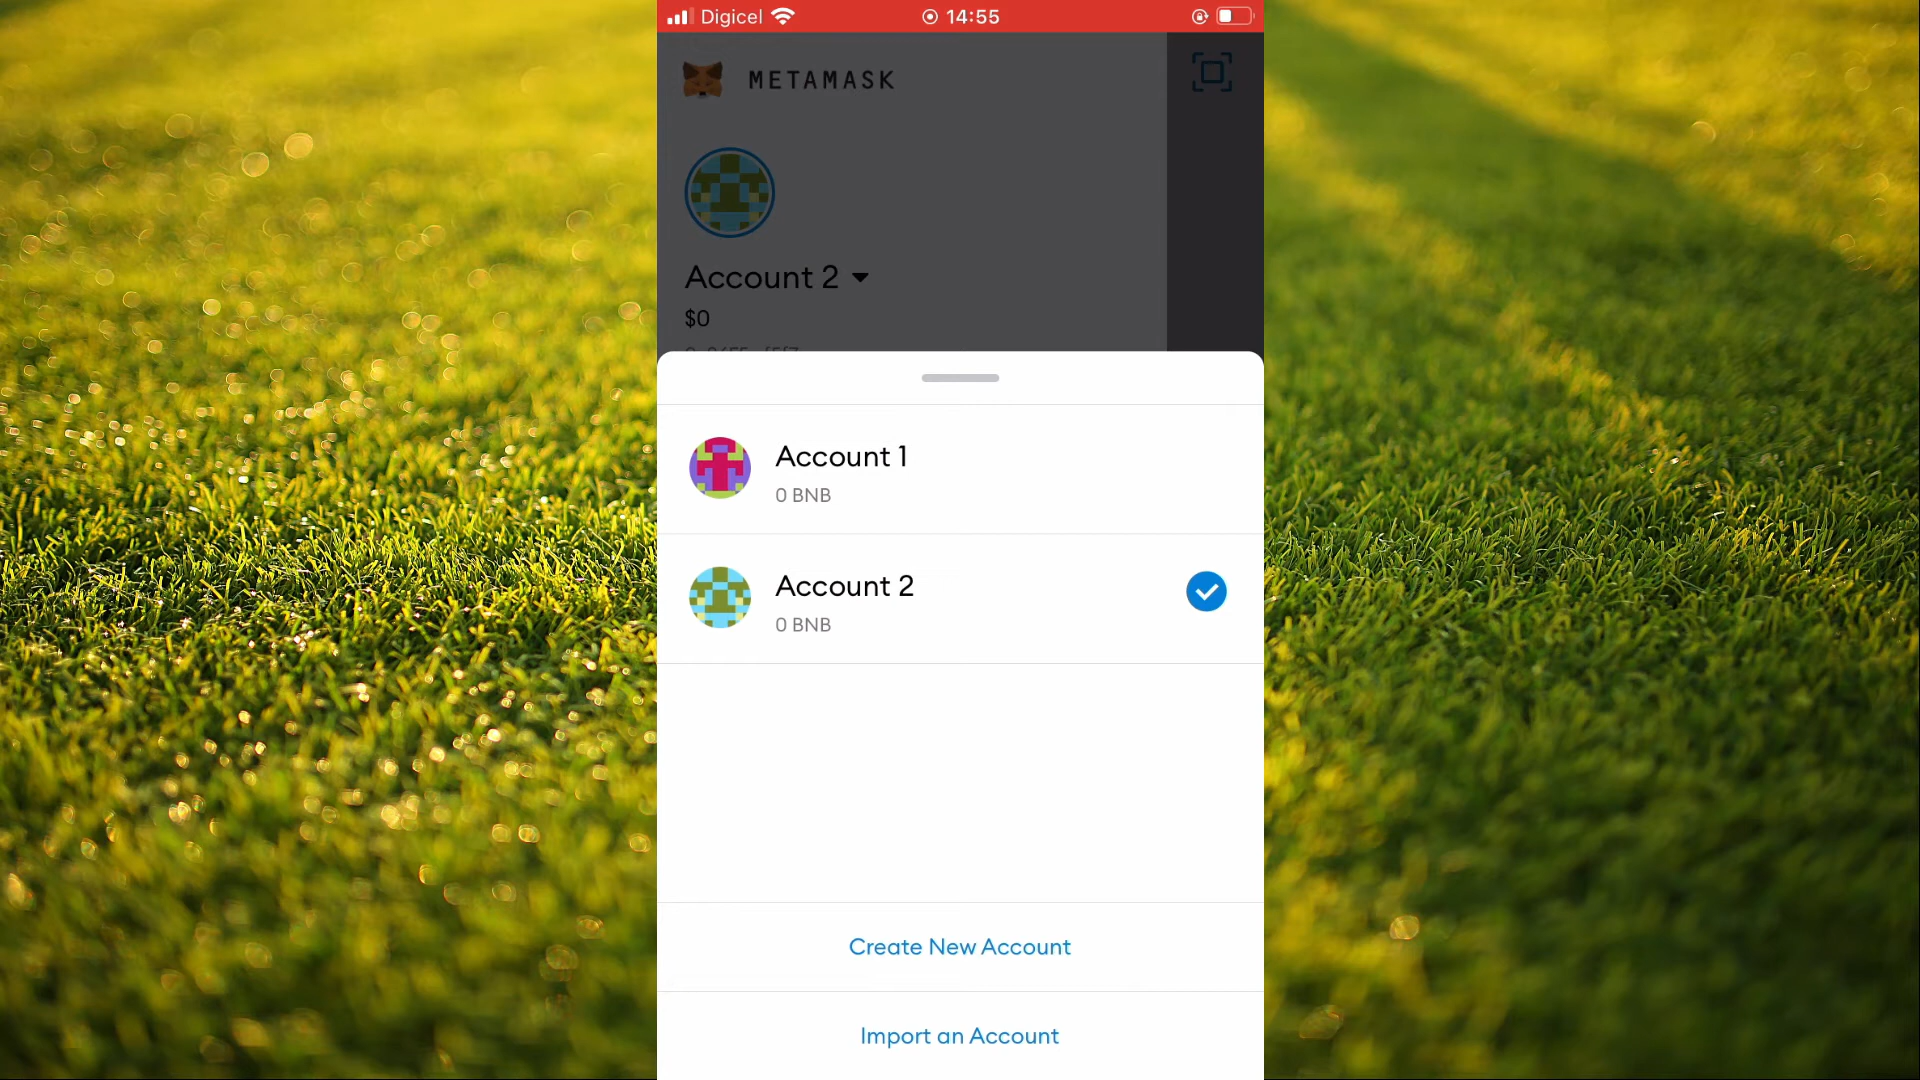 Digicel
14:55
METAMASK
Account 2
$0
Account 1
0 BNB
Account 2
0 BNB
Create New Account
Import an Account